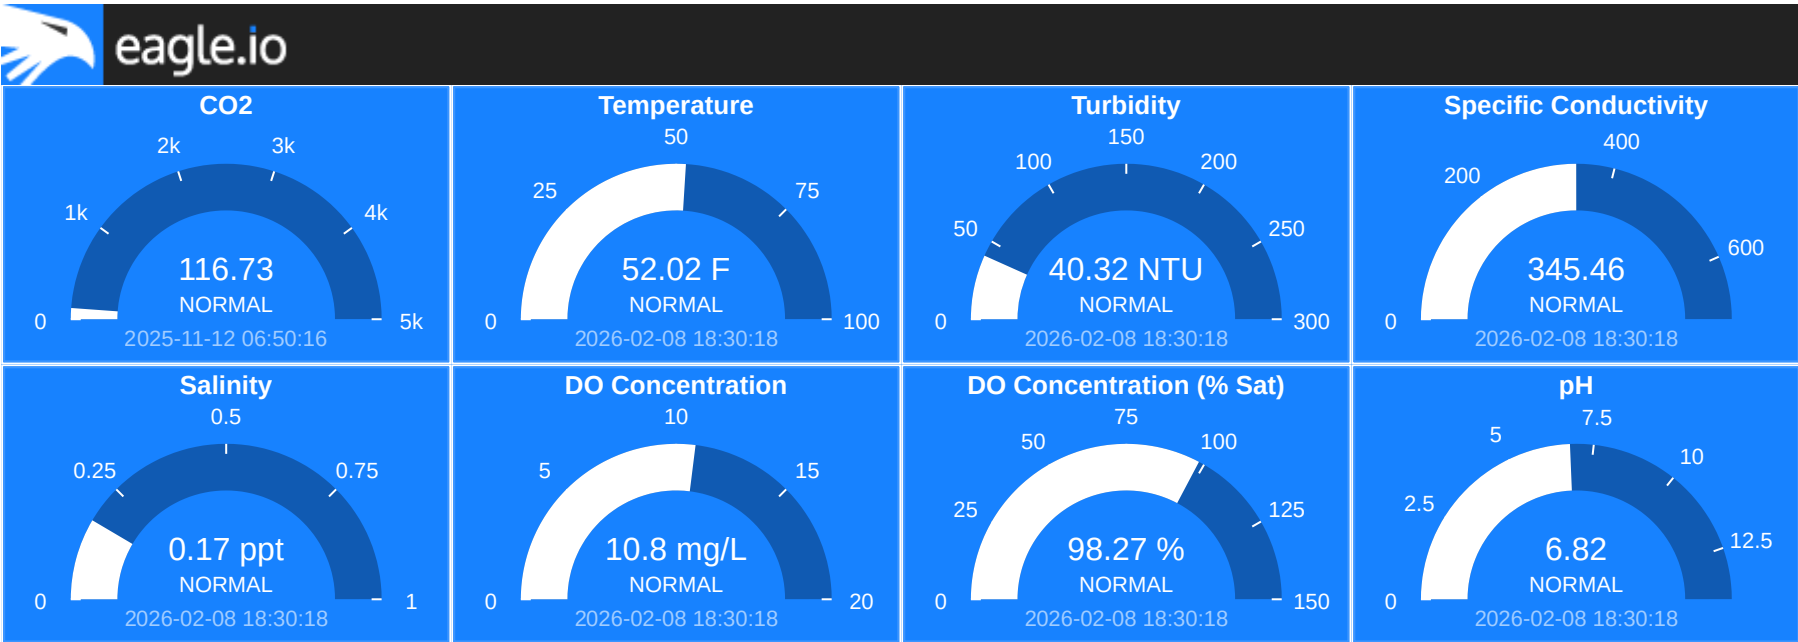 eagle.io
CO2
2k
3k
1k
4k
0
5k
116.73
NORMAL
2025-11-12 06:50:16
Temperature
50
25
75
0
100
52.02 F
NORMAL
2026-02-08 18:30:18
Turbidity
150
100
200
50
250
0
300
40.32 NTU
NORMAL
2026-02-08 18:30:18
Specific Conductivity
400
200
600
0
345.46
NORMAL
2026-02-08 18:30:18
Salinity
0.5
0.25
0.75
0
1
0.17 ppt
NORMAL
2026-02-08 18:30:18
DO Concentration
10
5
15
0
20
10.8 mg/L
NORMAL
2026-02-08 18:30:18
DO Concentration (% Sat)
75
50
100
25
125
0
150
98.27 %
NORMAL
2026-02-08 18:30:18
pH
7.5
5
10
2.5
12.5
0
6.82
NORMAL
2026-02-08 18:30:18